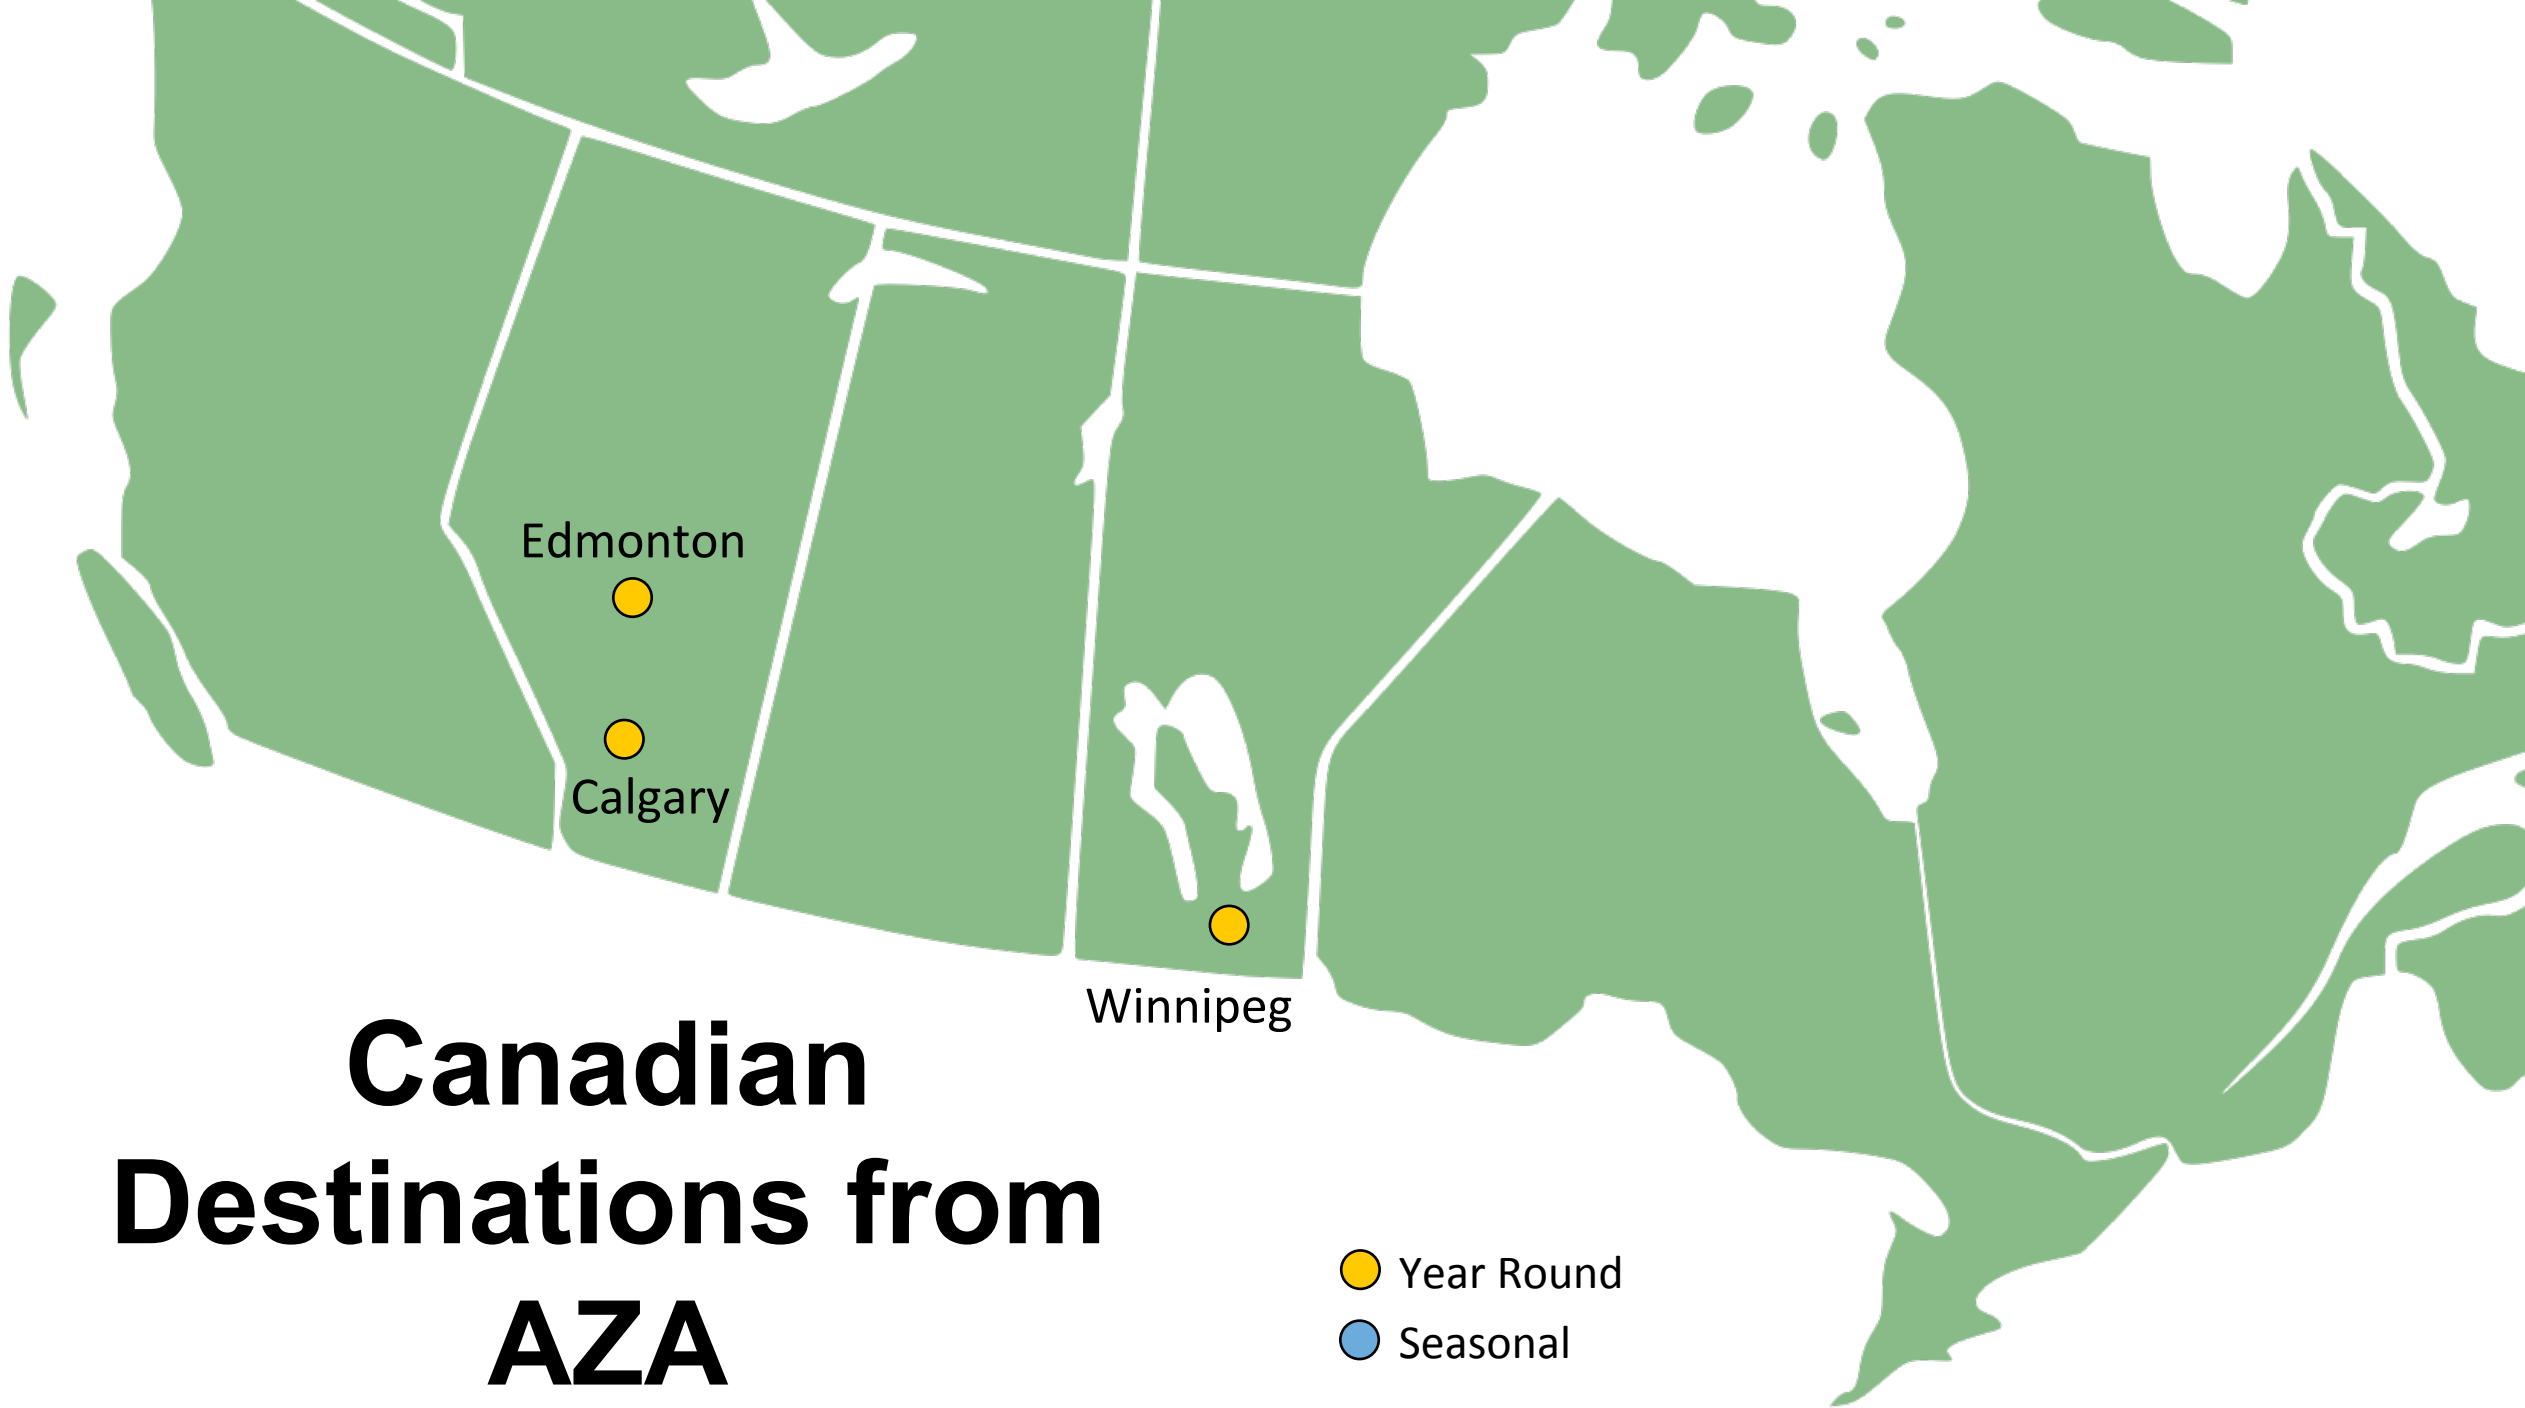 Edmonton
Calgary
Winnipeg
Canadian
Destinations from
AZA
Year Round
Seasonal